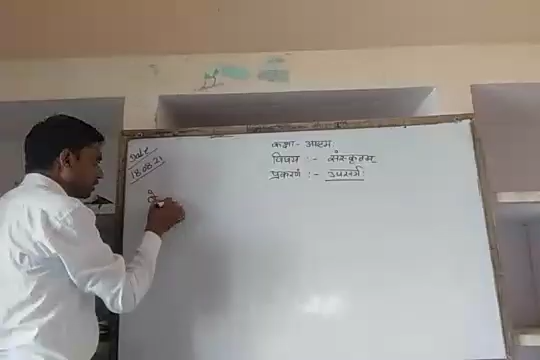 Date
18.08.21
कक्षा- अष्टम
विषय :- संस्कृतम्
प्रकरण :- उपसर्ग